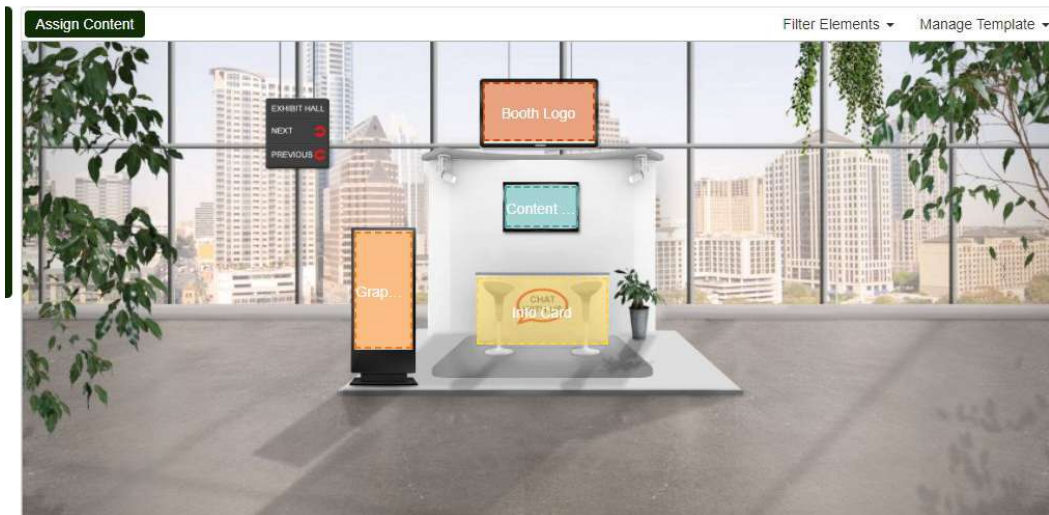 Assign Content
Filter Elements
Manage Template
EXHIBIT HALL
NEXT
PREVIOUS
Booth Logo
Content ...
Grap...
CHAT
Info Card